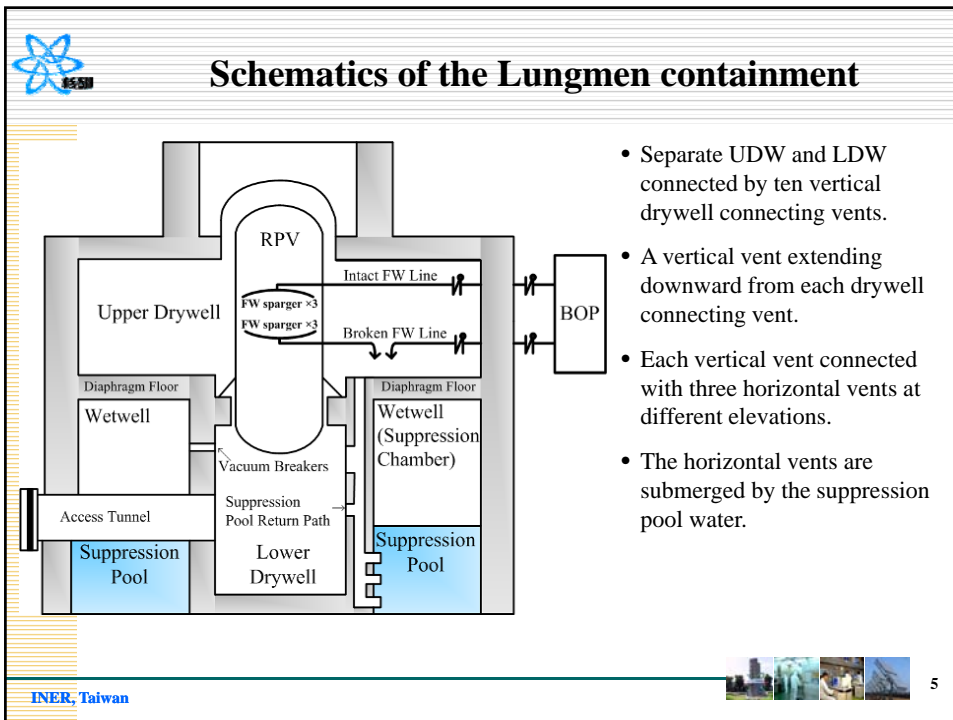 Schematics of the Lungmen containment
核研
RPV
Intact FW Line
Upper Drywell
FW sparger ×3
FW sparger ×3
BOP
Broken FW Line
Diaphragm Floor
Diaphragm Floor
Wetwell
Wetwell
(Suppression
Chamber)
Vacuum Breakers
Suppression
Pool Return Path
Access Tunnel
Suppression
Pool
Lower
Drywell
Suppression
Pool
• Separate UDW and LDW
connected by ten vertical
drywell connecting vents.
• A vertical vent extending
downward from each drywell
connecting vent.
• Each vertical vent connected
with three horizontal vents at
different elevations.
• The horizontal vents are
submerged by the suppression
pool water.
INER, Taiwan
5